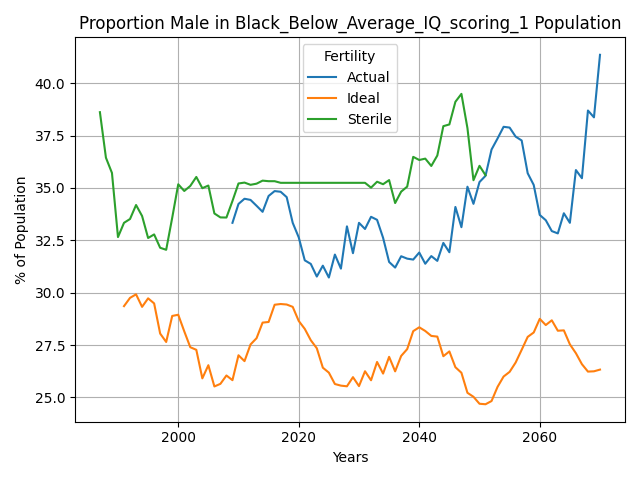 Proportion Male in Black_Below_Average_IQ_scoring_1 Population
Fertility
Actual
Ideal
Sterile
% of Population
40.0
37.5
35.0
32.5
30.0
27.5
25.0
2000
2020
2040
2060
Years